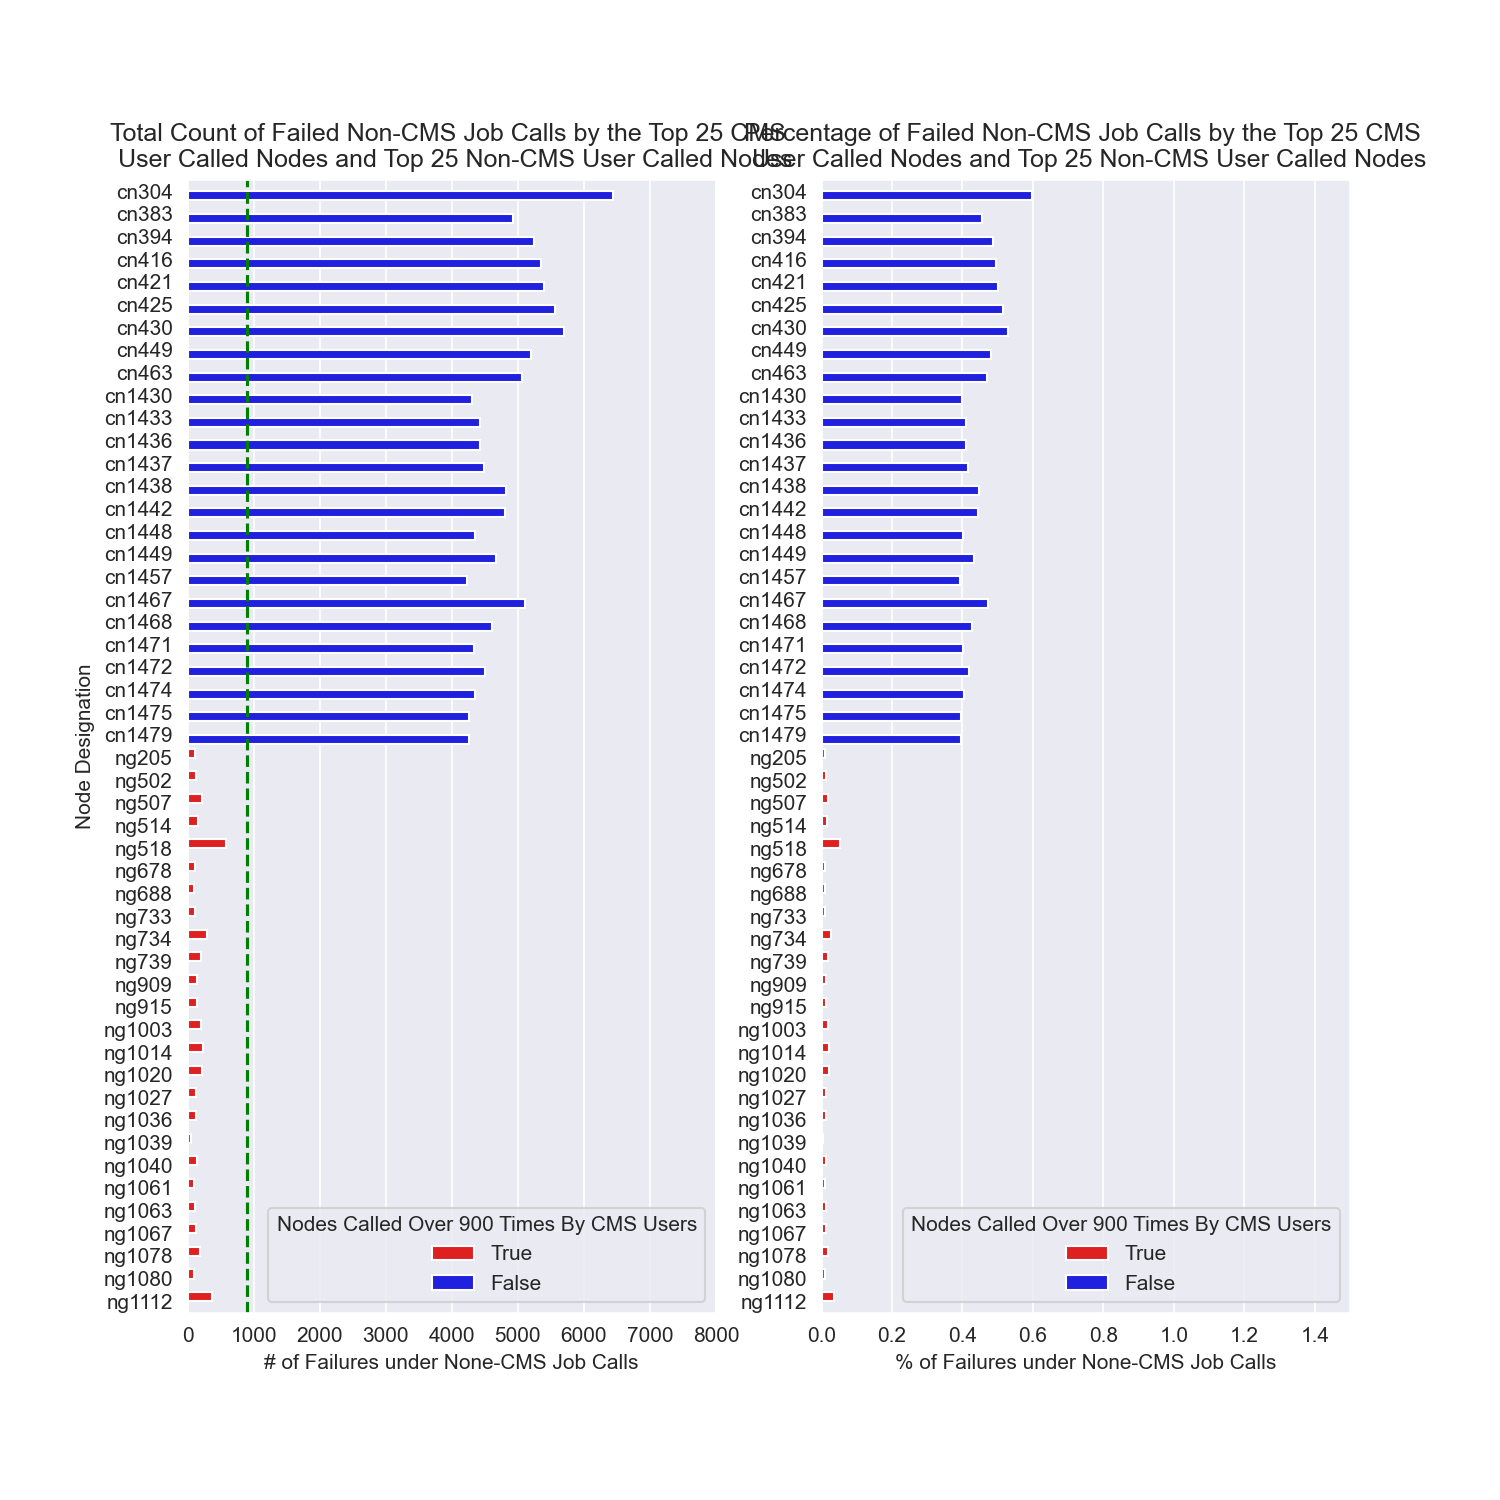 Total Count of Failed Non-CMS Job Calls by the Top 25 CMS
User Called Nodes and Top 25 Non-CMS User Called Nodes
cn304
cn383
cn394
cn416
cn421
cn425
cn430
cn449
cn463
cn1430
cn1433
cn1436
cn1437
cn1438
cn1442
cn1448
cn1449
cn1457
cn1467
cn1468
cn1471
cn1472
cn1474
cn1475
cn1479
ng205
ng502
ng507
ng514
ng518
ng678
ng688
ng733
ng734
ng739
ng909
ng915
ng1003
ng1014
ng1020
ng1027
ng1036
ng1039
ng1040
ng1061
ng1063
ng1067
ng1078
ng1080
ng1112
Node Designation
Nodes Called Over 900 Times By CMS Users
True
False
0 1000 2000 3000 4000 5000 6000 7000 8000
# of Failures under None-CMS Job Calls
Percentage of Failed Non-CMS Job Calls by the Top 25 CMS
User Called Nodes and Top 25 Non-CMS User Called Nodes
cn304
cn383
cn394
cn416
cn421
cn425
cn430
cn449
cn463
cn1430
cn1433
cn1436
cn1437
cn1438
cn1442
cn1448
cn1449
cn1457
cn1467
cn1468
cn1471
cn1472
cn1474
cn1475
cn1479
ng205
ng502
ng507
ng514
ng518
ng678
ng688
ng733
ng734
ng739
ng909
ng915
ng1003
ng1014
ng1020
ng1027
ng1036
ng1039
ng1040
ng1061
ng1063
ng1067
ng1078
ng1080
ng1112
Nodes Called Over 900 Times By CMS Users
True
False
0.0 0.2 0.4 0.6 0.8 1.0 1.2 1.4
% of Failures under None-CMS Job Calls